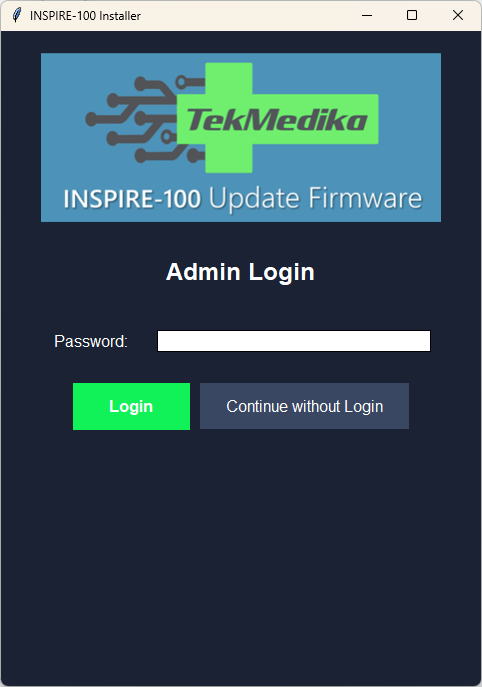 INSPIRE-100 Installer
TekMedika
INSPIRE-100 Update Firmware
Admin Login
Password:
Login
Continue without Login